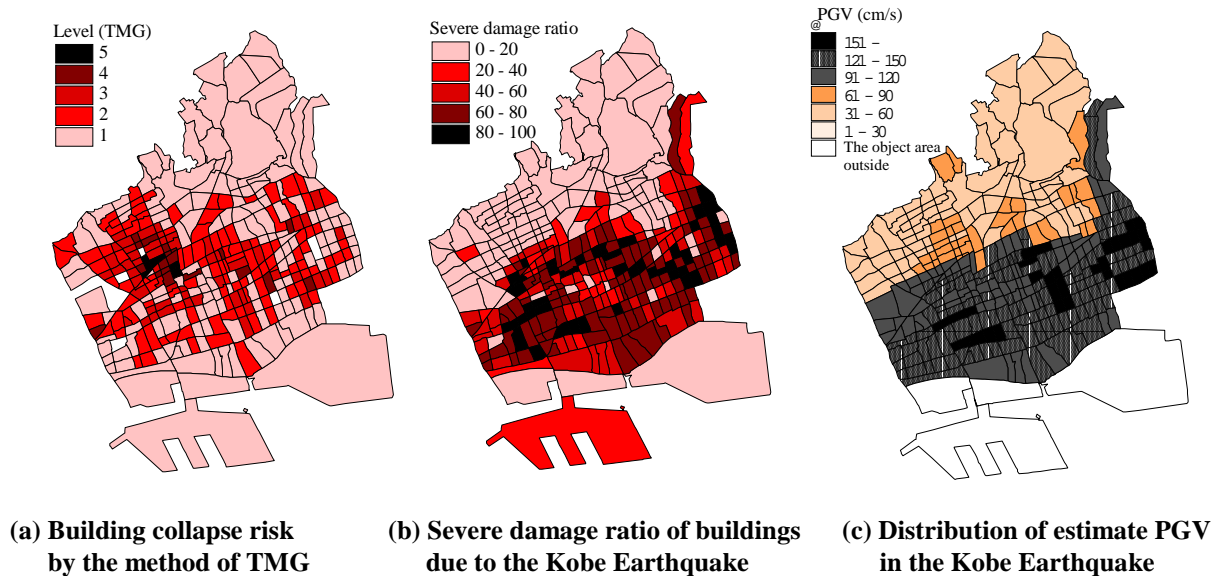 Level (TMG)
5
4
3
2
1
Severe damage ratio
0 - 20
20 - 40
40 - 60
60 - 80
80 - 100
@PGV (cm/s)
151 –
121 – 150
91 – 120
61 – 90
31 – 60
1 – 30
The object area
outside
(a) Building collapse risk
by the method of TMG
(b) Severe damage ratio of buildings
due to the Kobe Earthquake
(c) Distribution of estimate PGV
in the Kobe Earthquake